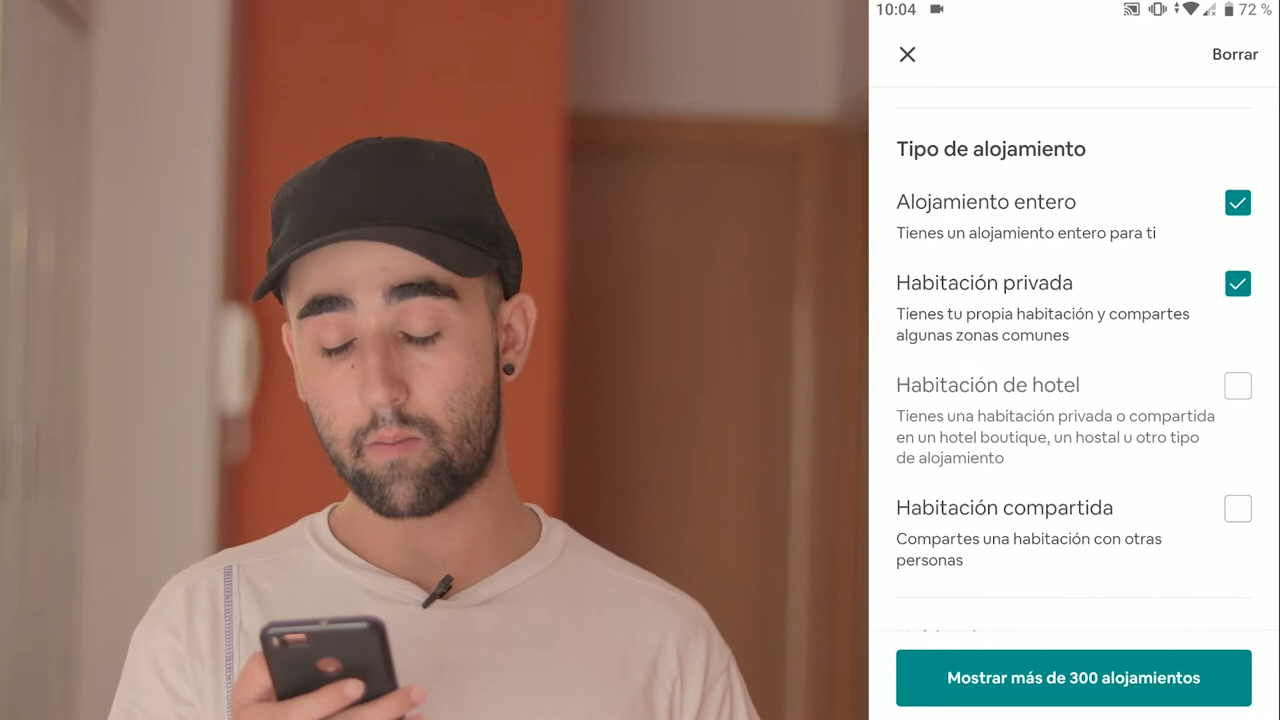 10:04
72 %
Borrar
Tipo de alojamiento
Alojamiento entero
Tienes un alojamiento entero para ti
Habitación privada
Tienes tu propia habitación y compartes
algunas zonas comunes
Habitación de hotel
Tienes una habitación privada o compartida
en un hotel boutique, un hostal u otro tipo
de alojamiento
Habitación compartida
Compartes una habitación con otras
personas
Mostrar más de 300 alojamientos